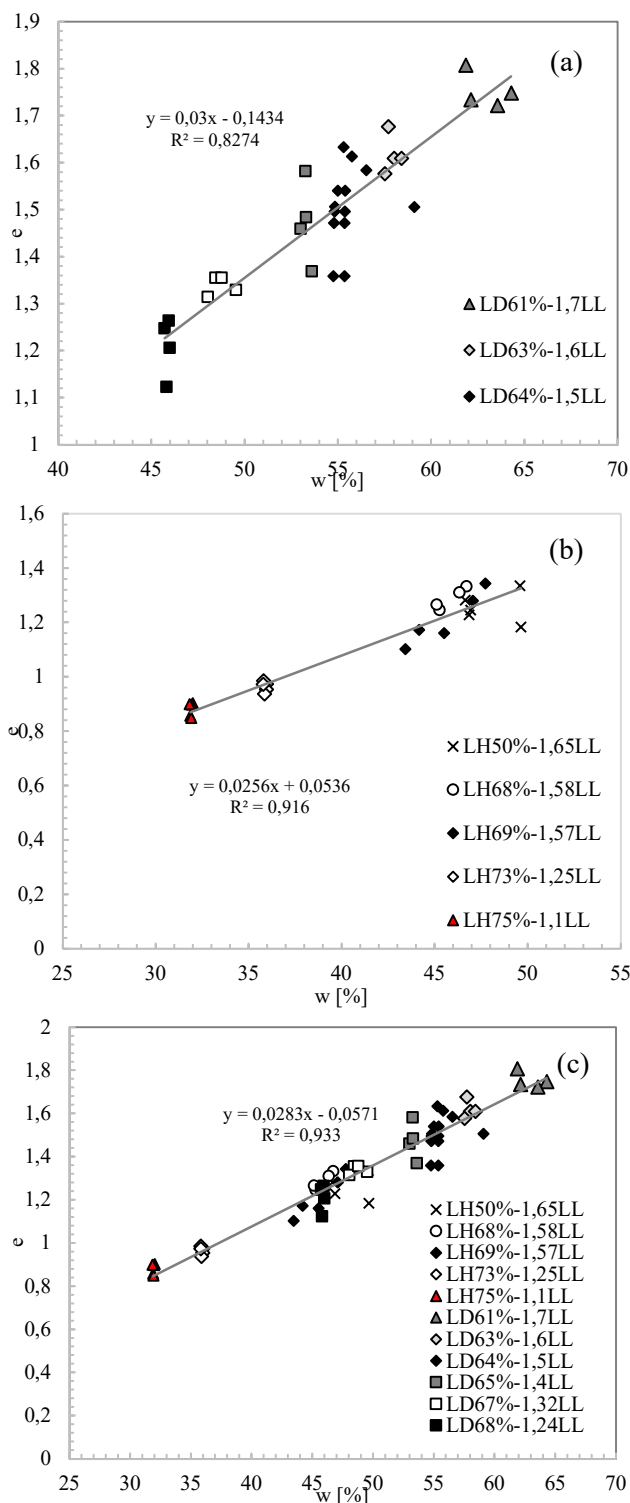 (a)
1,9
1,8
1,7
1,6
1,5
1,4
1,3
1,2
1,1
1
e
y = 0,03x - 0,1434
R² = 0,8274
LD61%-1,7LL
LD63%-1,6LL
LD64%-1,5LL
40 45 50 55 60 65 70
w [%]
(b)
1,6
1,4
1,2
1
0,8
0,6
0,4
0,2
0
e
y = 0,0256x + 0,0536
R² = 0,916
LH50%-1,65LL
LH68%-1,58LL
LH69%-1,57LL
LH73%-1,25LL
LH75%-1,1LL
25 30 35 40 45 50 55
w [%]
(c)
2
1,8
1,6
1,4
1,2
1
0,8
0,6
0,4
0,2
0
e
y = 0,0283x - 0,0571
R² = 0,933
LH50%-1,65LL
LH68%-1,58LL
LH69%-1,57LL
LH73%-1,25LL
LH75%-1,1LL
LD61%-1,7LL
LD63%-1,6LL
LD64%-1,5LL
LD65%-1,4LL
LD67%-1,32LL
LD68%-1,24LL
25 30 35 40 45 50 55 60 65 70
w [%]